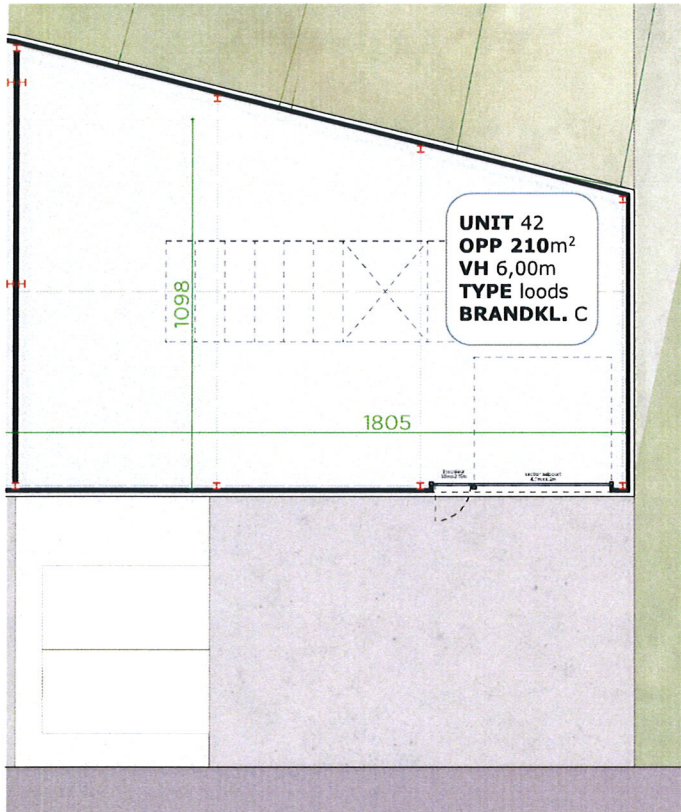 UNIT 42
OPP 210m²
VH 6,00m
TYPE loods
BRANDKL. C
1098
1805